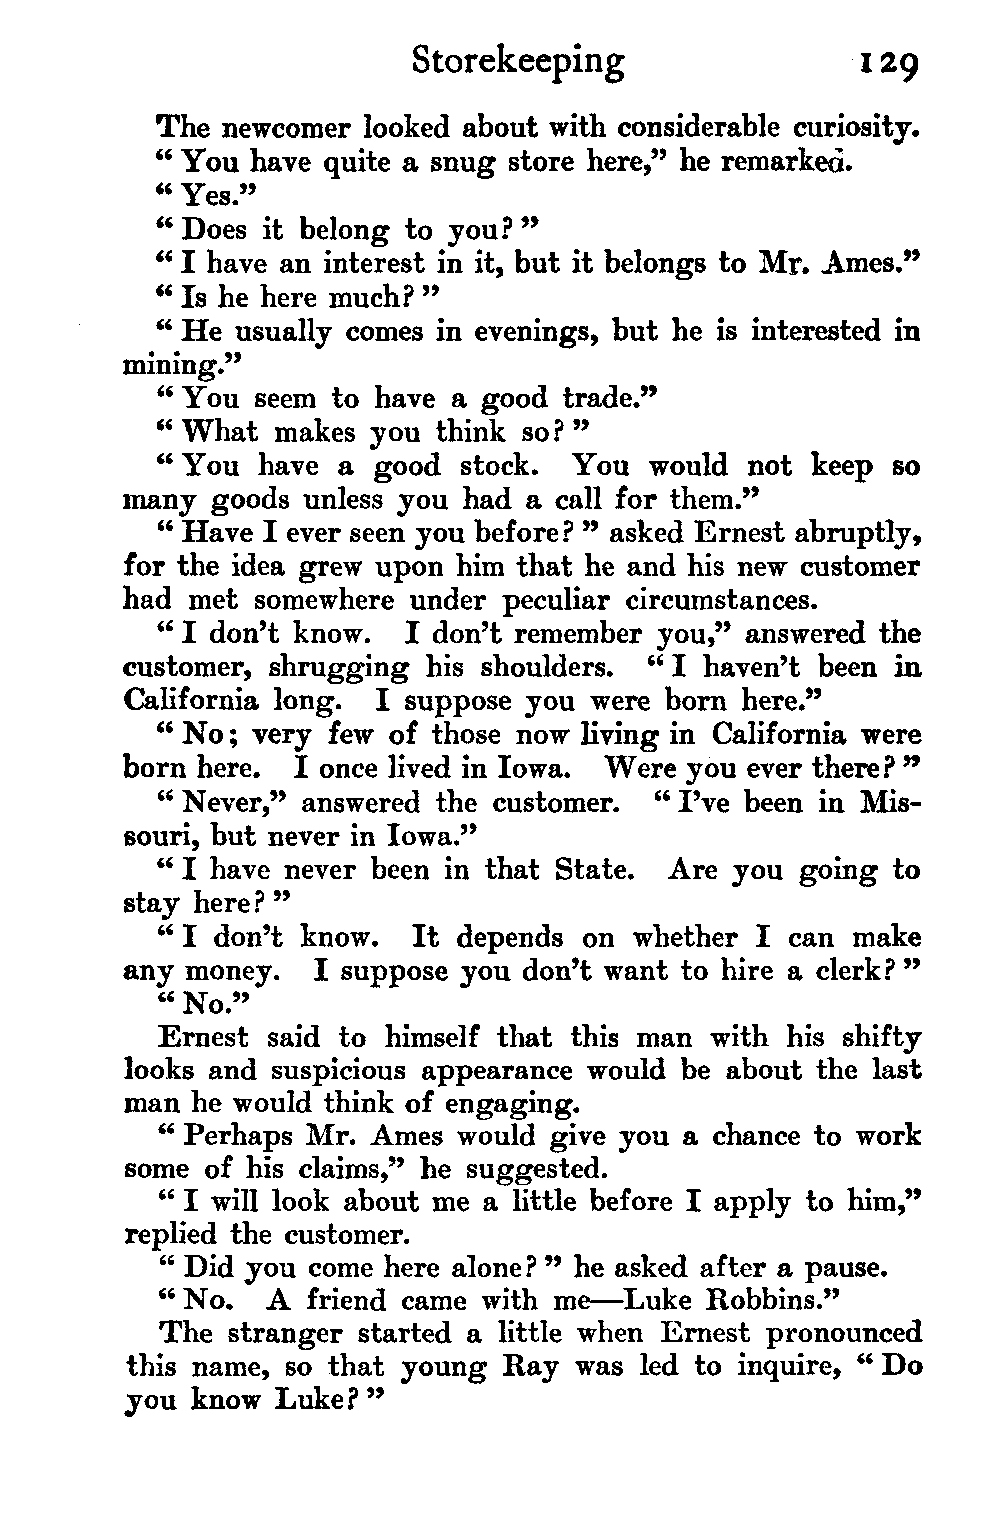 Storekeeping 129
The newcomer looked about with considerable curiosity.
“ You have quite a snug store here,” he remarked.
“ Yes.”
“ Does it belong to you? ”
“ I have an interest in it, but it belongs to Mr. Ames.”
“ Is he here much? ”
“ He usually comes in evenings, but he is interested in
mining.”
“ You seem to have a good trade.”
“ What makes you think so? ”
“ You have a good stock. You would not keep so
many goods unless you had a call for them.”
“ Have I ever seen you before? ” asked Ernest abruptly,
for the idea grew upon him that he and his new customer
had met somewhere under peculiar circumstances.
“ I don’t know. I don’t remember you,” answered the
customer, shrugging his shoulders. “ I haven’t been in
California long. I suppose you were born here.”
“ No; very few of those now living in California were
born here. I once lived in Iowa. Were you ever there? ”
“ Never,” answered the customer. “ I’ve been in Mis-
souri, but never in Iowa.”
“ I have never been in that State. Are you going to
stay here? ”
“ I don’t know. It depends on whether I can make
any money. I suppose you don’t want to hire a clerk? ”
“ No.”
Ernest said to himself that this man with his shifty
looks and suspicious appearance would be about the last
man he would think of engaging.
“ Perhaps Mr. Ames would give you a chance to work
some of his claims,” he suggested.
“ I will look about me a little before I apply to him,”
replied the customer.
“ Did you come here alone? ” he asked after a pause.
“ No. A friend came with me—Luke Robbins.”
The stranger started a little when Ernest pronounced
this name, so that young Ray was led to inquire, “ Do
you know Luke? ”